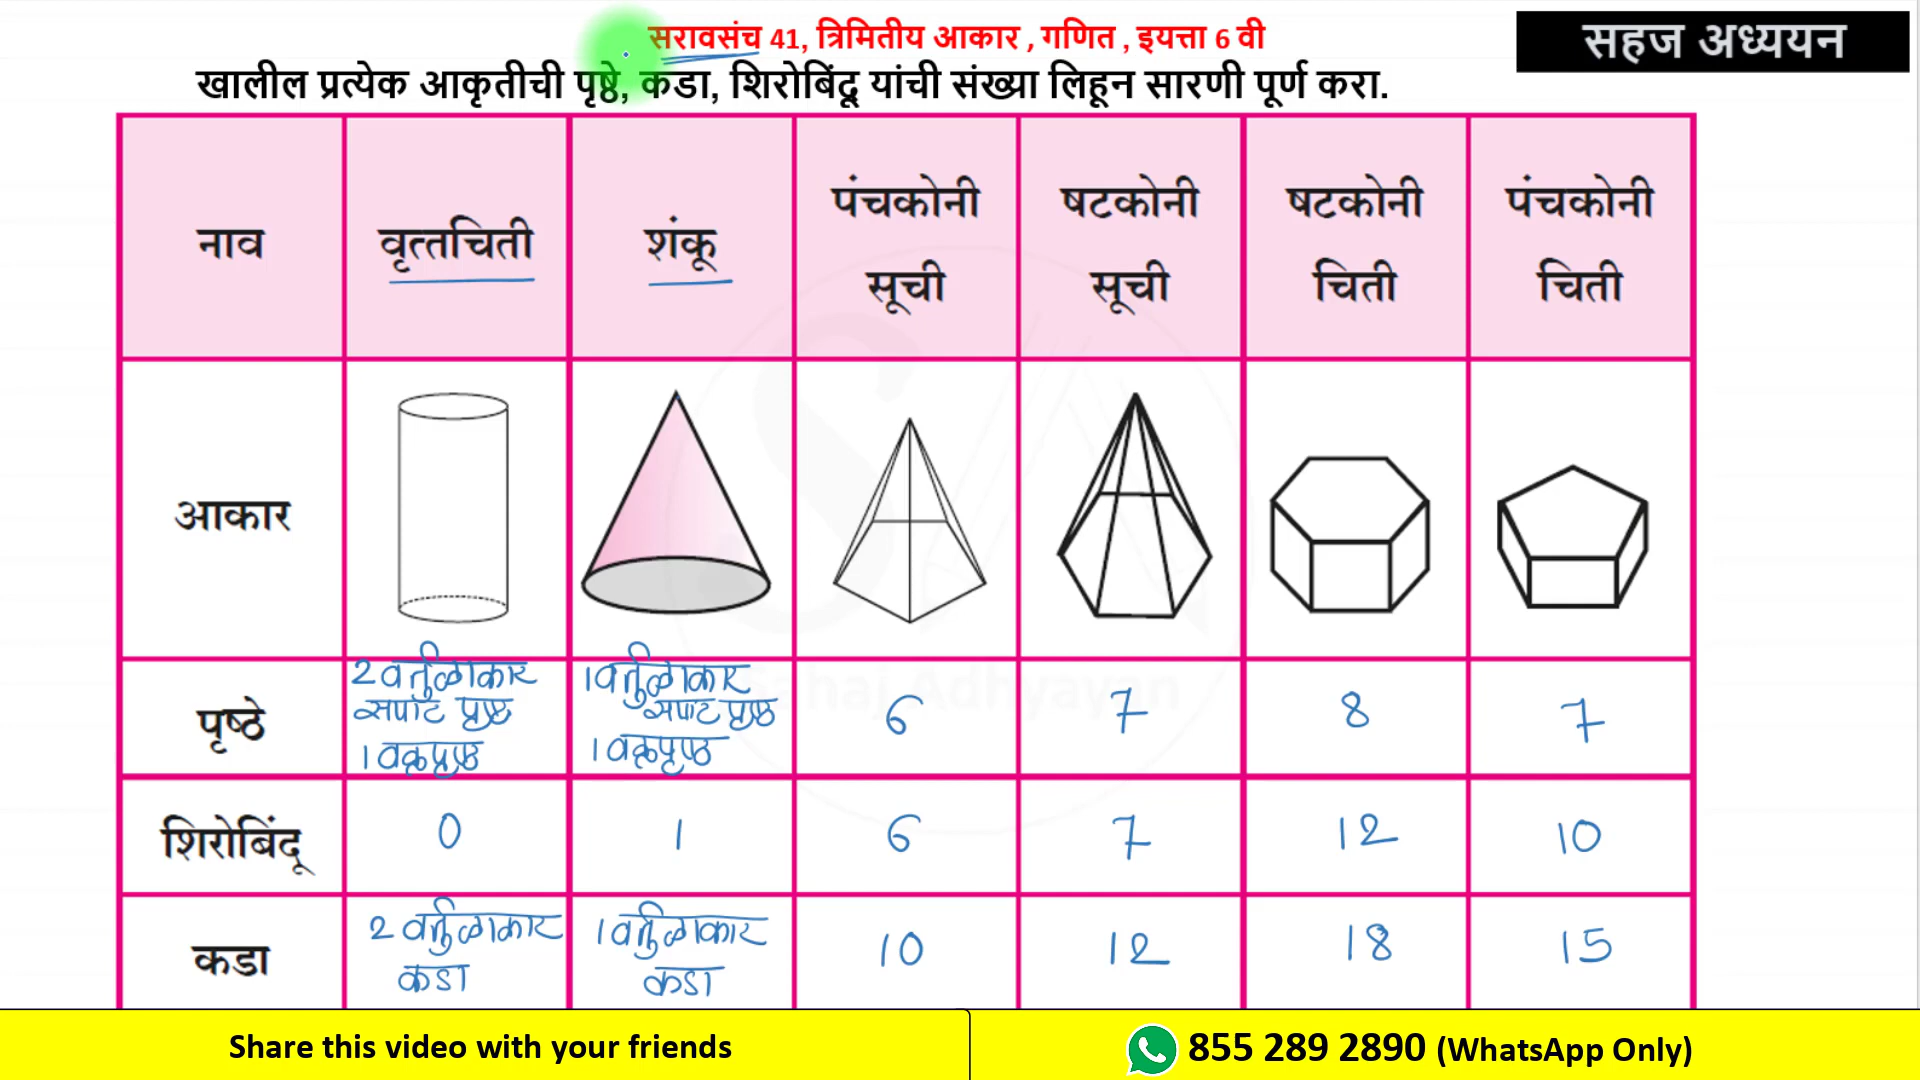 सरावसंच 41, त्रिमितीय आकार , गणित , इयत्ता 6 वी
सहज अध्ययन
खालील प्रत्येक आकृतीची पृष्ठे, कडा, शिरोबिंदू यांची संख्या लिहून सारणी पूर्ण करा.
नाव वृत्तचिती शंकू पंचकोनी सूची षटकोनी सूची षटकोनी चिती पंचकोनी चिती
आकार
पृष्ठे 2 वर्तुळाकार सपाट पृष्ठ 1 वक्रपृष्ठ 1 वर्तुळाकार सपाट पृष्ठ 1 वक्रपृष्ठ 6 7 8 7
शिरोबिंदू 0 1 6 7 12 10
कडा 2 वर्तुळाकार कडा 1 वर्तुळाकार कडा 10 12 18 15
Sahaj Adhyayan
Share this video with your friends
855 289 2890 (WhatsApp Only)